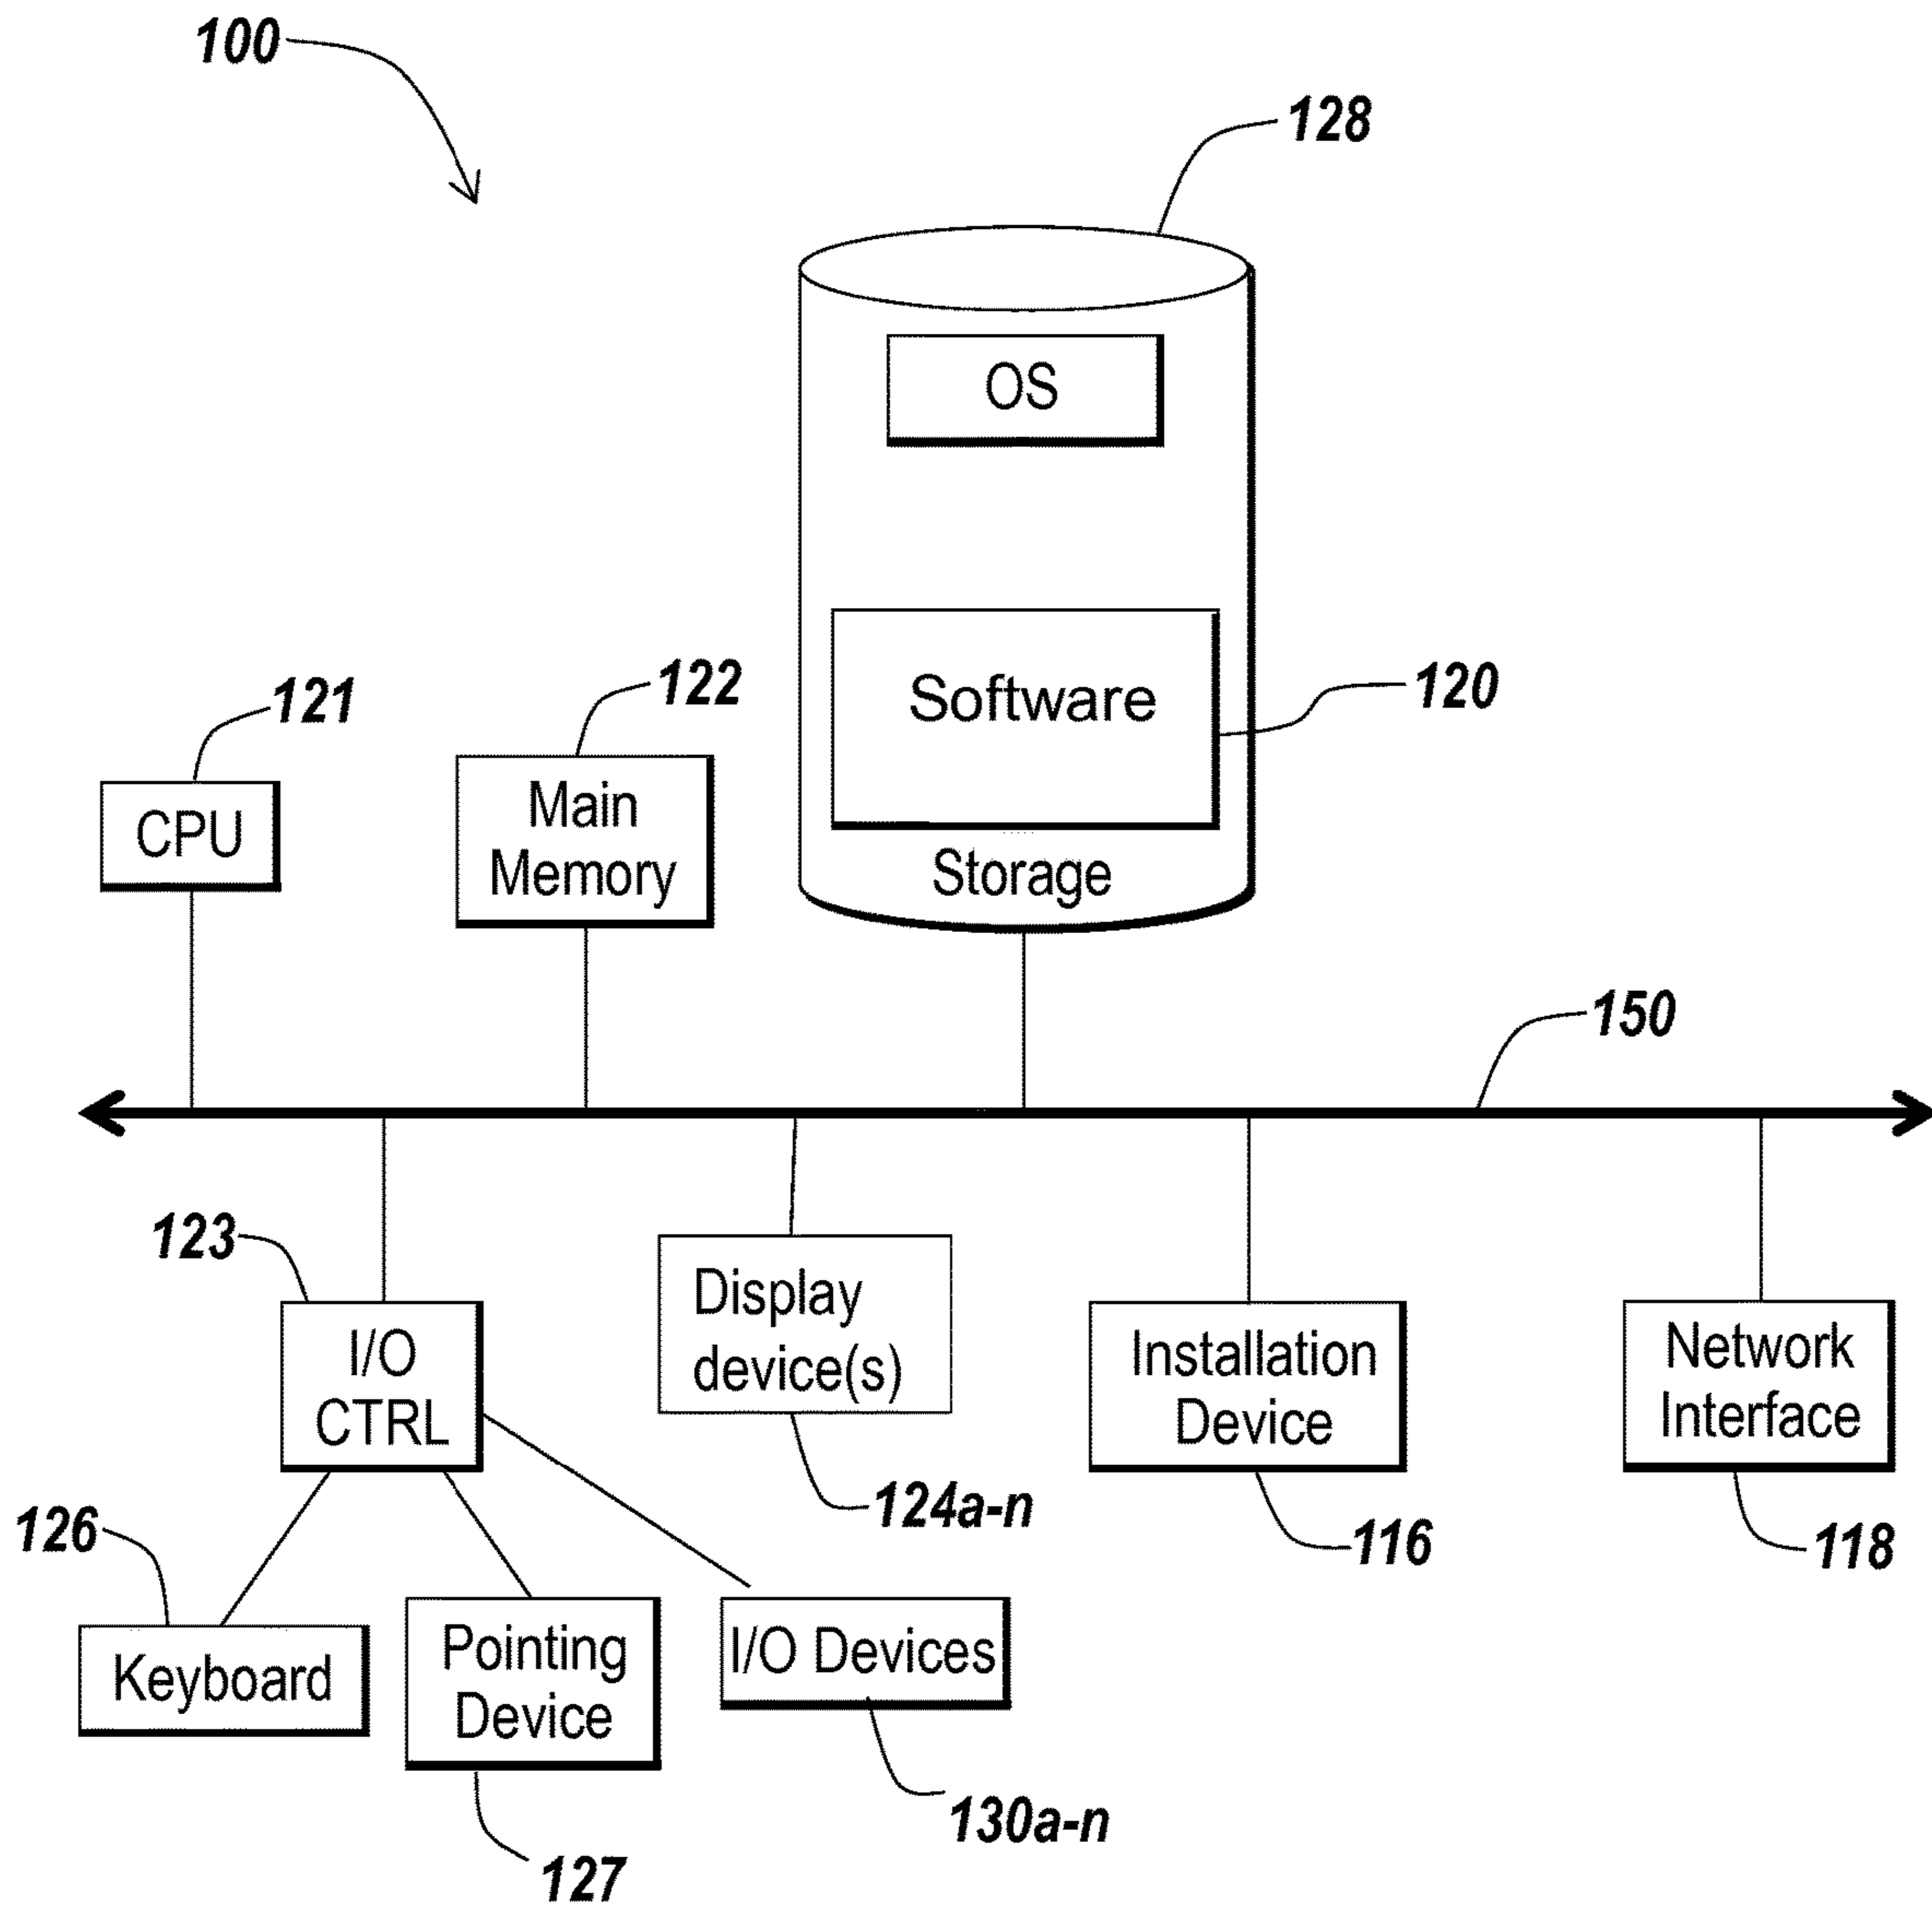 100
128
OS
Software
120
Storage
121
CPU
122
Main
Memory
150
123
I/O
CTRL
Display
device(s)
124a-n
Installation
Device
116
Network
Interface
118
126
Keyboard
Pointing
Device
127
I/O Devices
130a-n